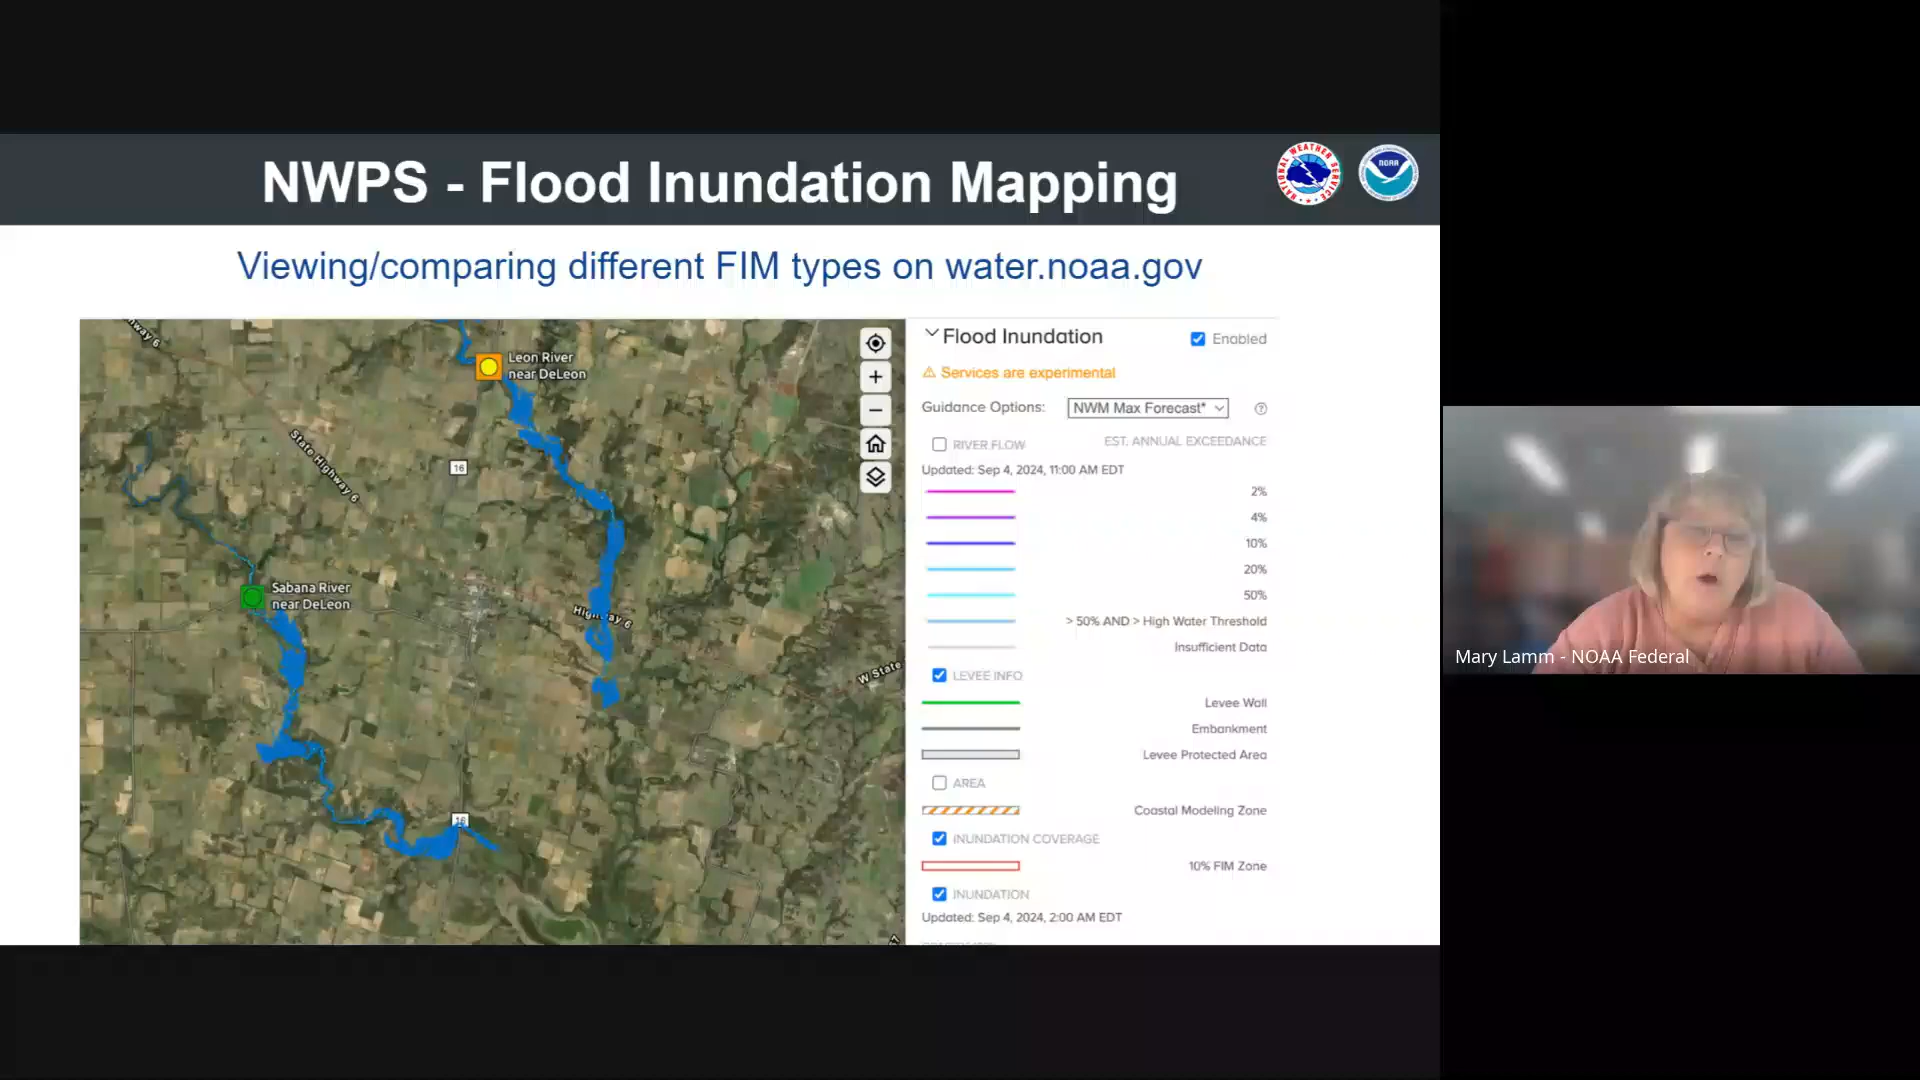 NWPS - Flood Inundation Mapping
NATIONAL WEATHER SERVICE
NOAA
Viewing/comparing different FIM types on water.noaa.gov
Leon River
near DeLeon
State Highway 6
16
Sabana River
near DeLeon
Highway 6
W State
16
Flood Inundation
Enabled
Services are experimental
Guidance Options: NWM Max Forecast*
RIVER FLOW
EST. ANNUAL EXCEEDANCE
Updated: Sep 4, 2024, 11:00 AM EDT
2%
4%
10%
20%
50%
> 50% AND > High Water Threshold
Insufficient Data
LEVEE INFO
Levee Wall
Embankment
Levee Protected Area
AREA
Coastal Modeling Zone
INUNDATION COVERAGE
10% FIM Zone
INUNDATION
Updated: Sep 4, 2024, 2:00 AM EDT
Mary Lamm - NOAA Federal